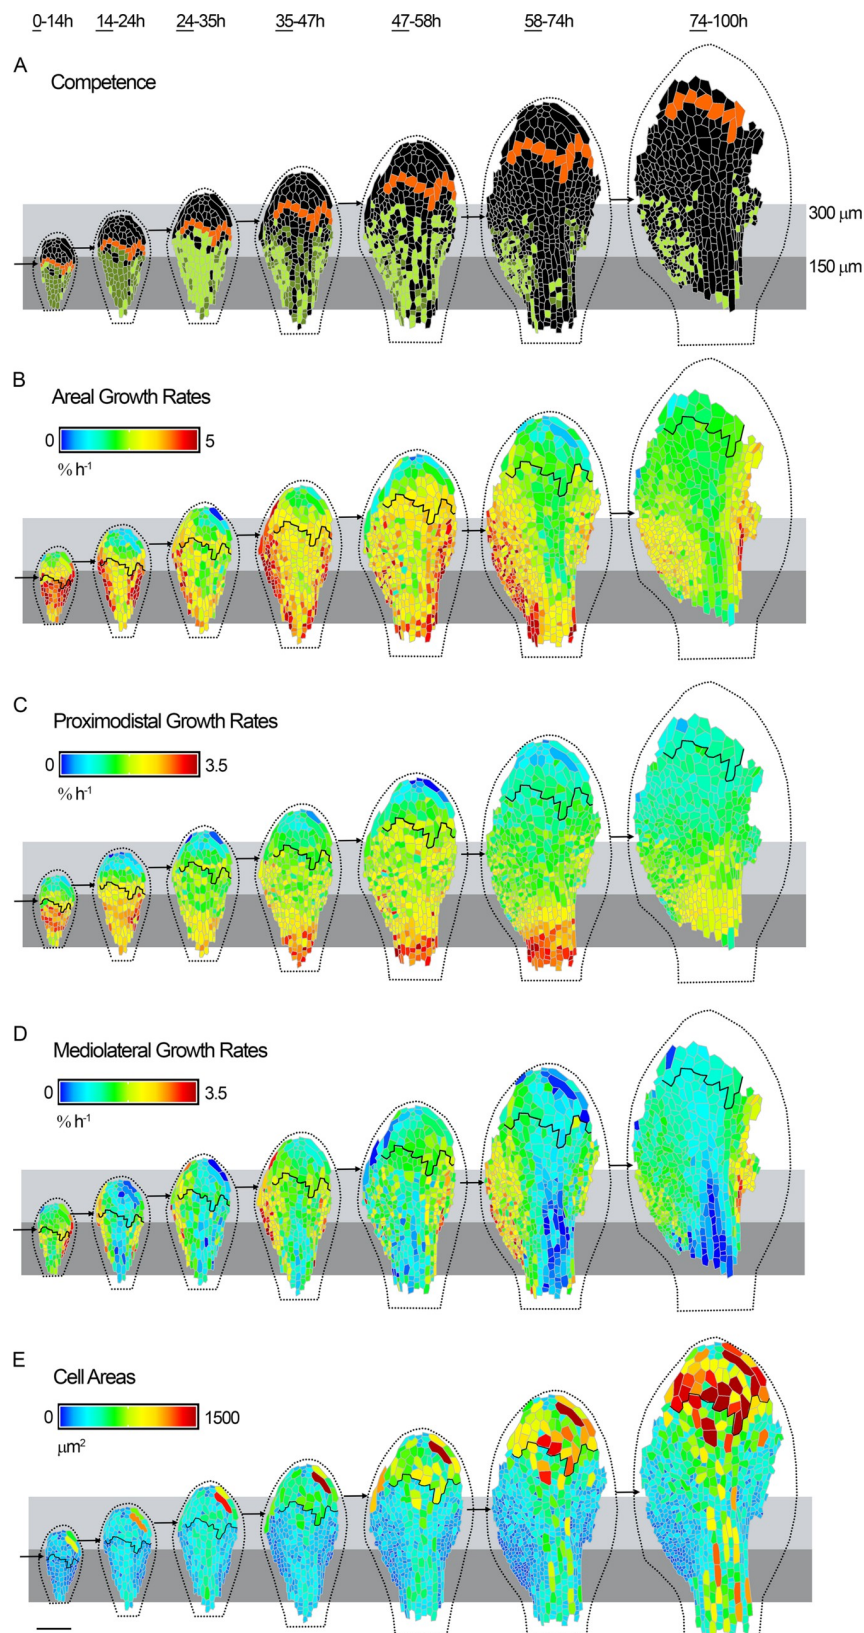 0-14h 14-24h 24-35h 35-47h 47-58h 58-74h 74-100h
A Competence
300 μm
150 μm
B Areal Growth Rates
0 5
% h-1
C Proximodistal Growth Rates
0 3.5
% h-1
D Mediolateral Growth Rates
0 3.5
% h-1
E Cell Areas
0 1500
μm2